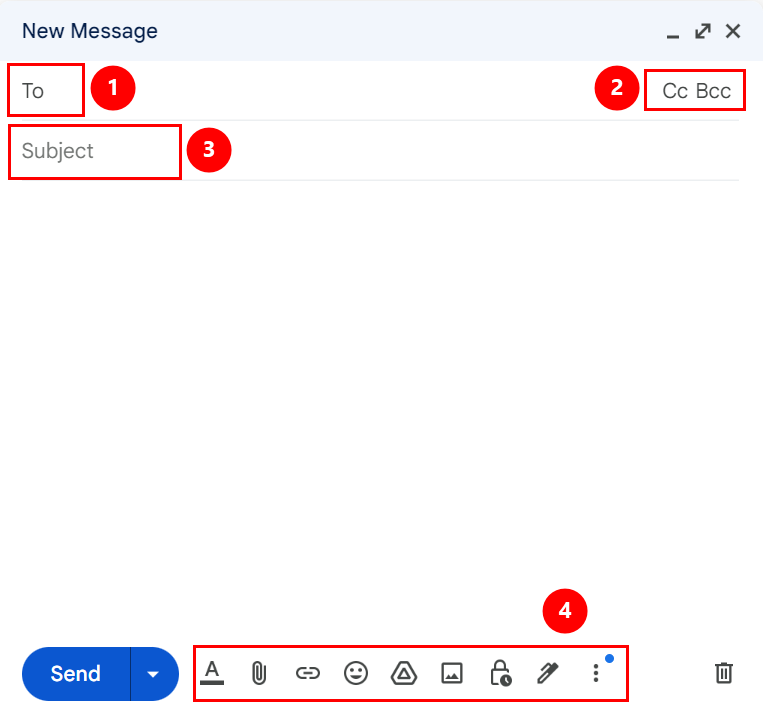 New Message
To 1 2 Cc Bcc
Subject 3
4
Send A